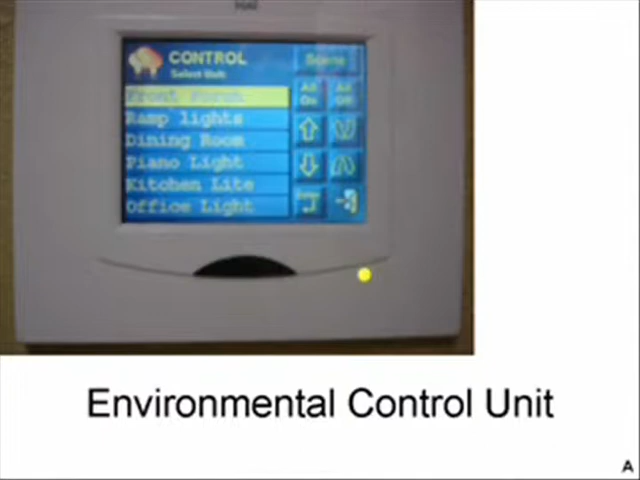 CONTROL
Select Unit:
Scene
Front Porch
All On
All Off
Ramp lights
Dining Room
Piano Light
Kitchen Lite
Office Light
Environmental Control Unit
A